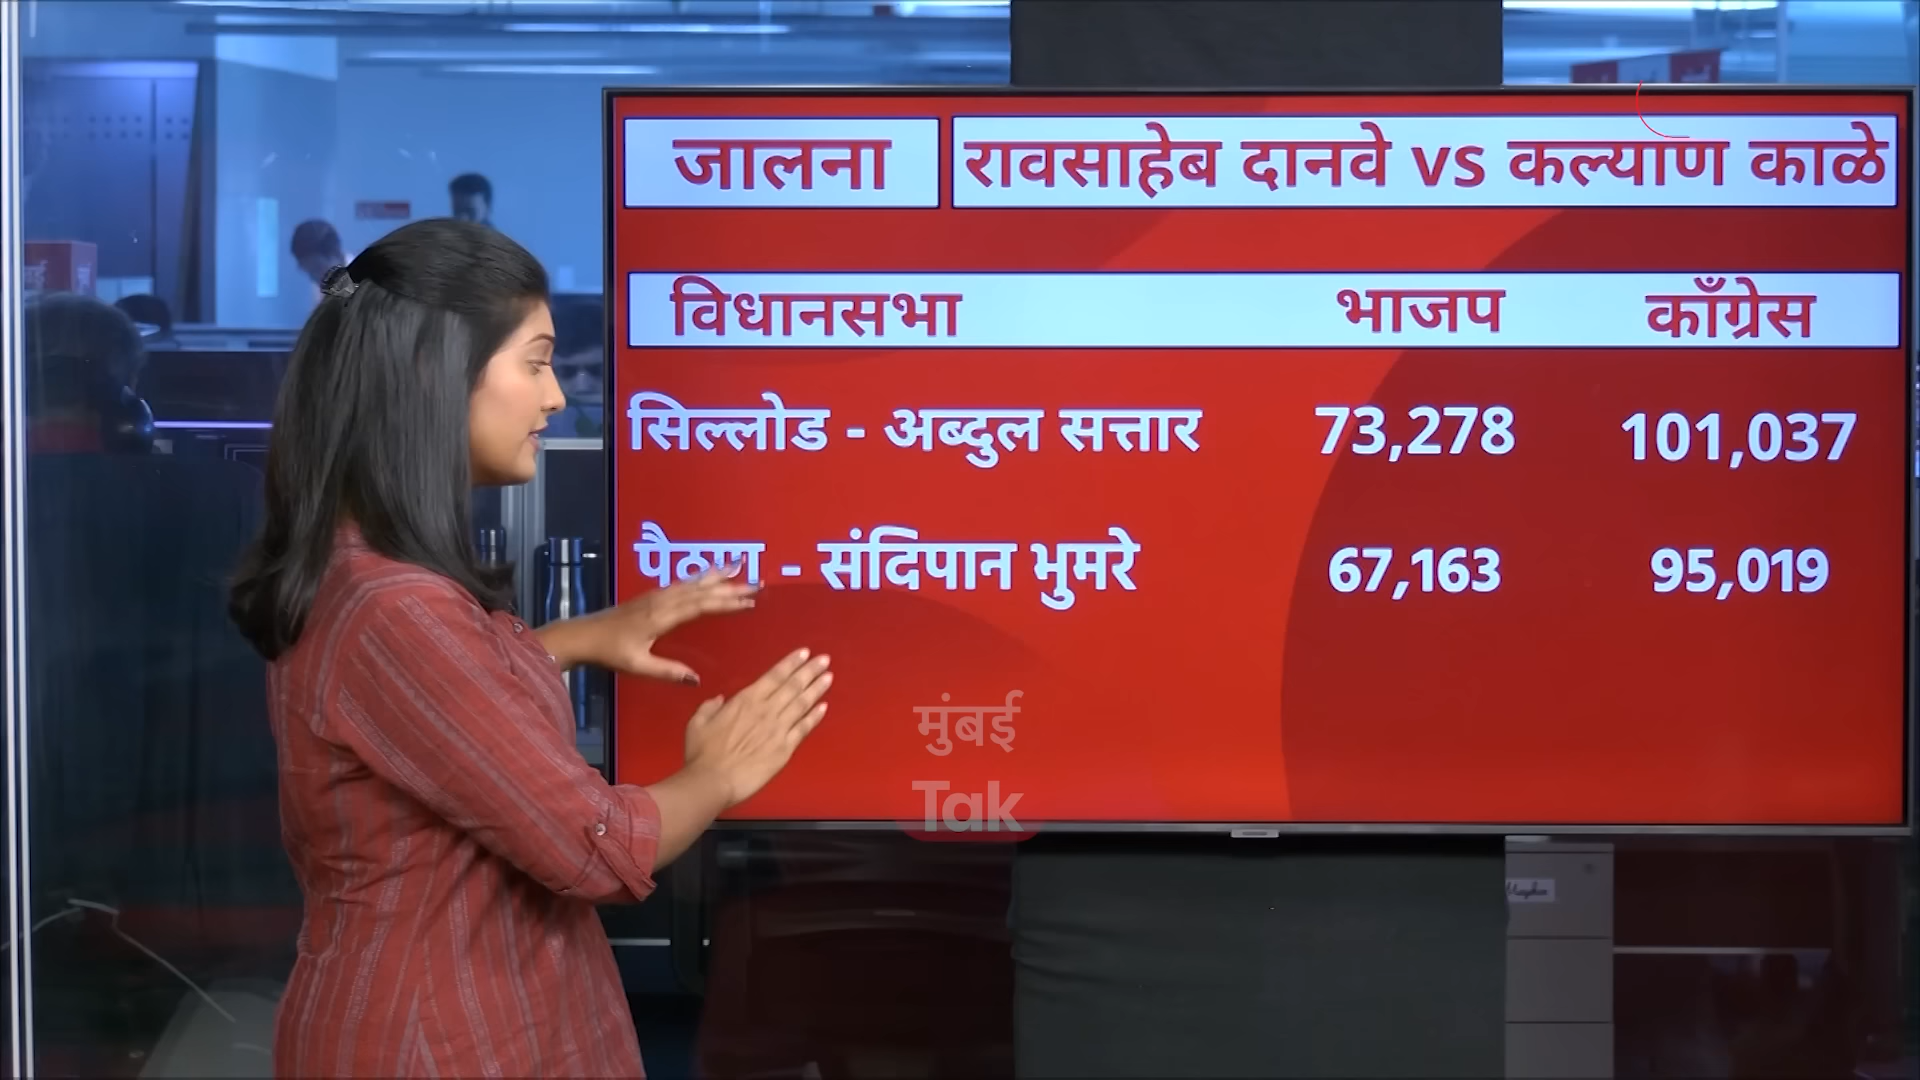 जालना
रावसाहेब दानवे vs कल्याण काळे
विधानसभा भाजप काँग्रेस
सिल्लोड - अब्दुल सत्तार 73,278 101,037
पैठण - संदिपान भुमरे 67,163 95,019
मुंबई
Tak